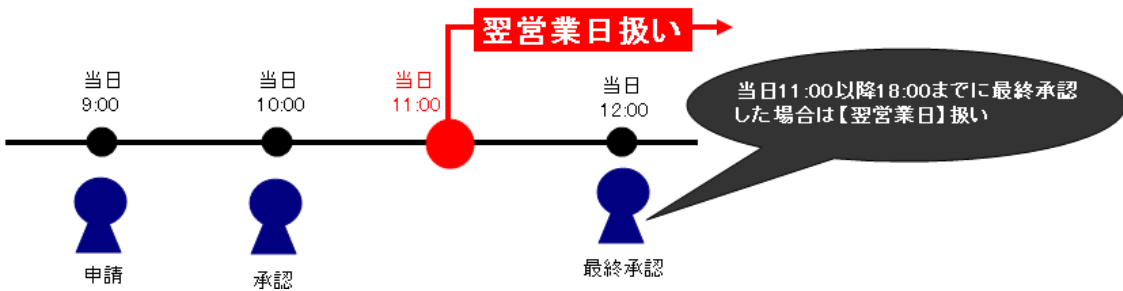 翌営業日扱い
当日
9:00
当日
10:00
当日
11:00
当日
12:00
当日11:00以降18:00までに最終承認
した場合は【翌営業日】扱い
申請
承認
最終承認